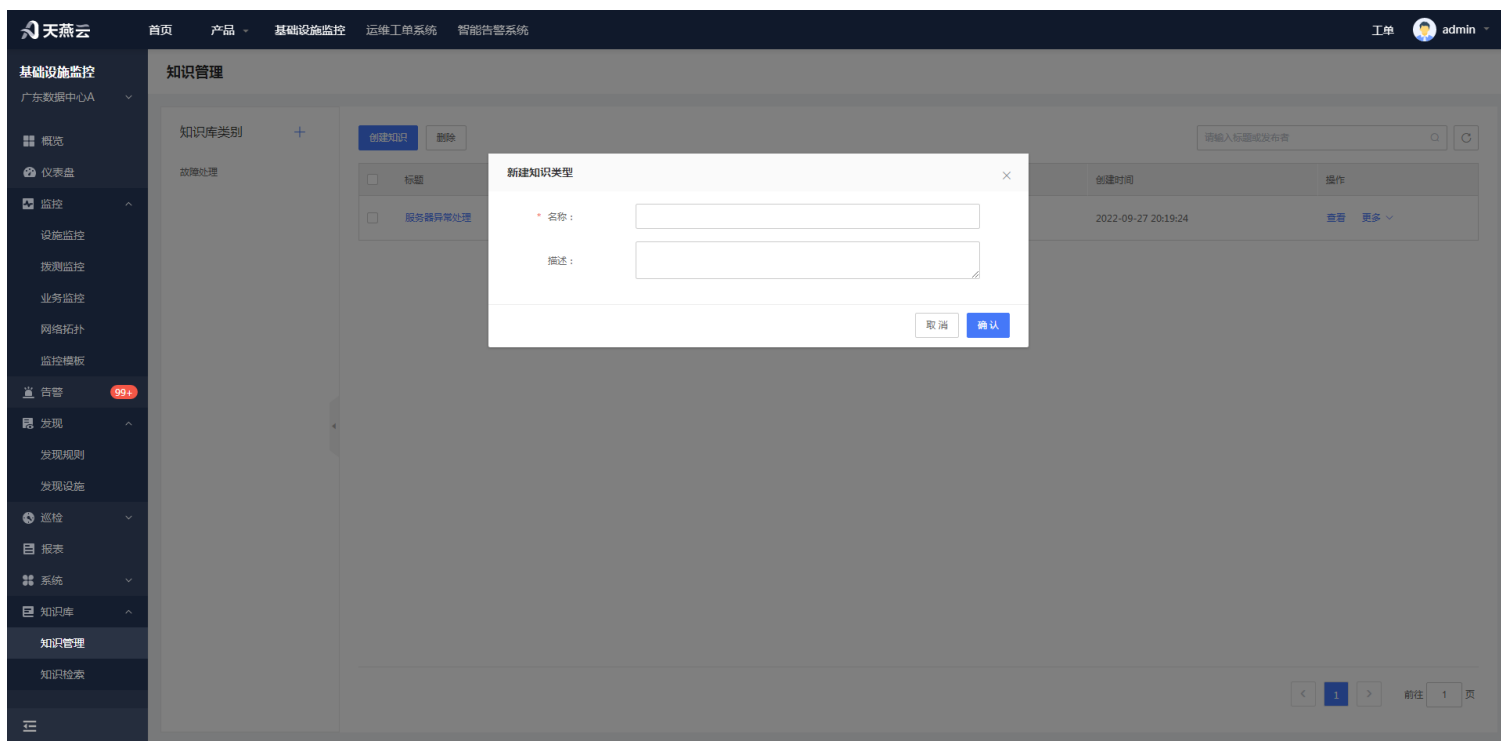 天燕云
首页 产品 基础设施监控 运维工单系统 智能告警系统
工单 admin
基础设施监控
广东数据中心A
概览
仪表盘
监控
设施监控
拨测监控
业务监控
网络拓扑
监控模板
告警 99+
发现
发现规则
发现设施
巡检
报表
系统
知识库
知识管理
知识检索
知识管理
知识库类别 +
故障处理
创建知识 删除
请输入标题或发布者
标题 创建时间 操作
服务器异常处理 2022-09-27 20:19:24 查看 更多
新建知识类型
* 名称：
描述：
取消 确认
1 前往 1 页